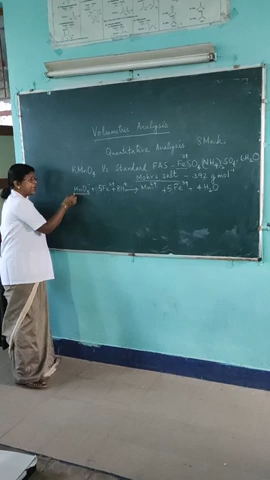 Volumetric Analysis
Quantitative Analysis 8 Mark
KMnO4 Vs Standard FAS - FeSO4(NH4)2SO4 6H2O
Mohr's salt - 392 g mol-1
MnO4- + 5Fe2+ + 8H+ → Mn2+ + 5Fe3+ + 4H2O